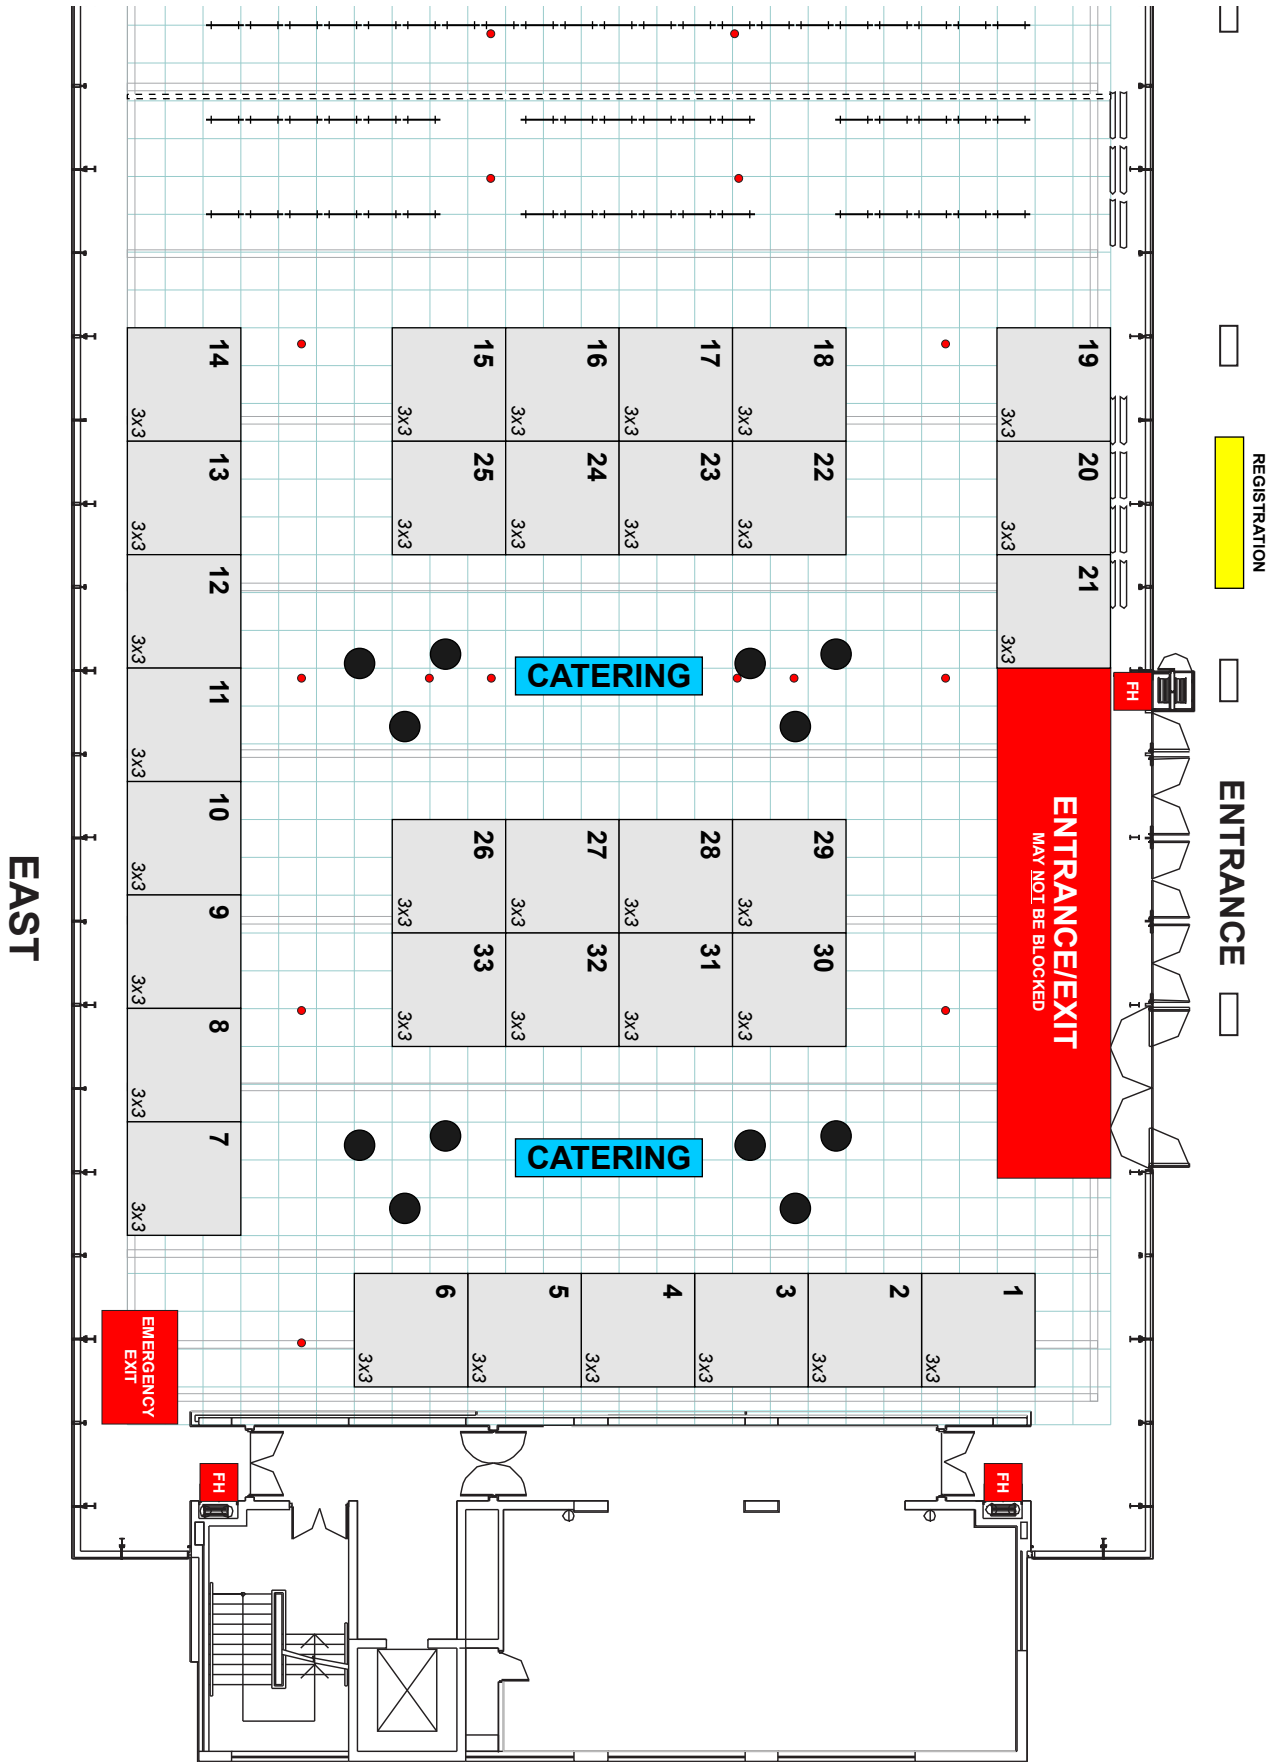 REGISTRATION
14
3x3
15
3x3
16
3x3
17
3x3
18
3x3
19
3x3
13
3x3
25
3x3
24
3x3
23
3x3
22
3x3
20
3x3
12
3x3
21
3x3
CATERING
FH
11
3x3
ENTRANCE
ENTRANCE/EXIT
MAY NOT BE BLOCKED
10
3x3
26
3x3
27
3x3
28
3x3
29
3x3
EAST
9
3x3
33
3x3
32
3x3
31
3x3
30
3x3
8
3x3
7
3x3
CATERING
6
3x3
5
3x3
4
3x3
3
3x3
2
3x3
1
3x3
EMERGENCY
EXIT
FH
FH